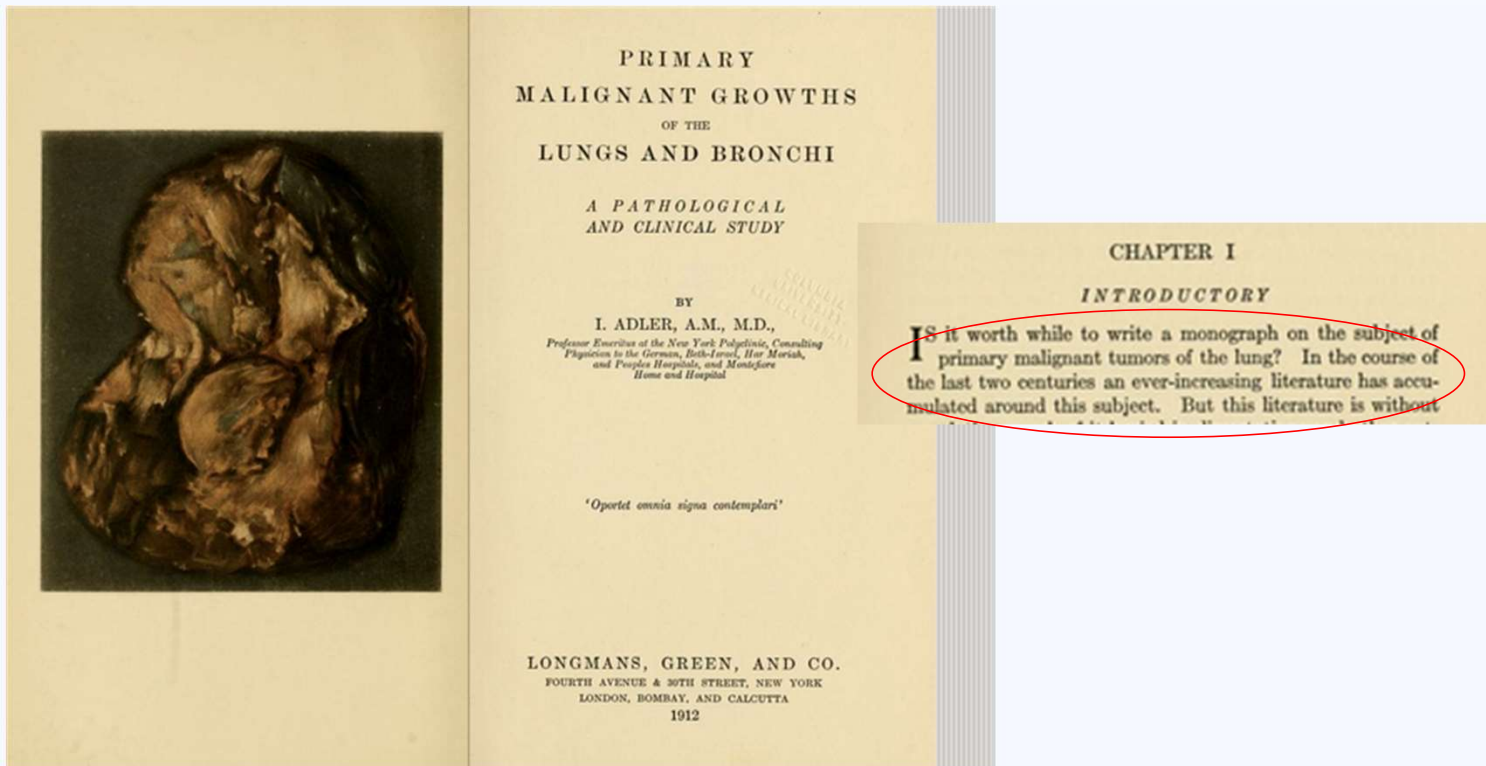 PRIMARY
MALIGNANT GROWTHS
OF THE
LUNGS AND BRONCHI
A PATHOLOGICAL
AND CLINICAL STUDY
BY
I. ADLER, A.M., M.D.,
Professor Emeritus at the New York Polyclinic, Consulting
Physician to the German, Beth-Israel, Har Moriah,
and Peoples Hospitals, and Montefiore
Home and Hospital
'Oportet omnia signa contemplari'
LONGMANS, GREEN, AND CO.
FOURTH AVENUE & 30TH STREET, NEW YORK
LONDON, BOMBAY, AND CALCUTTA
1912
CHAPTER I
INTRODUCTORY
IS it worth while to write a monograph on the subject of
primary malignant tumors of the lung? In the course of
the last two centuries an ever-increasing literature has accu-
mulated around this subject. But this literature is without